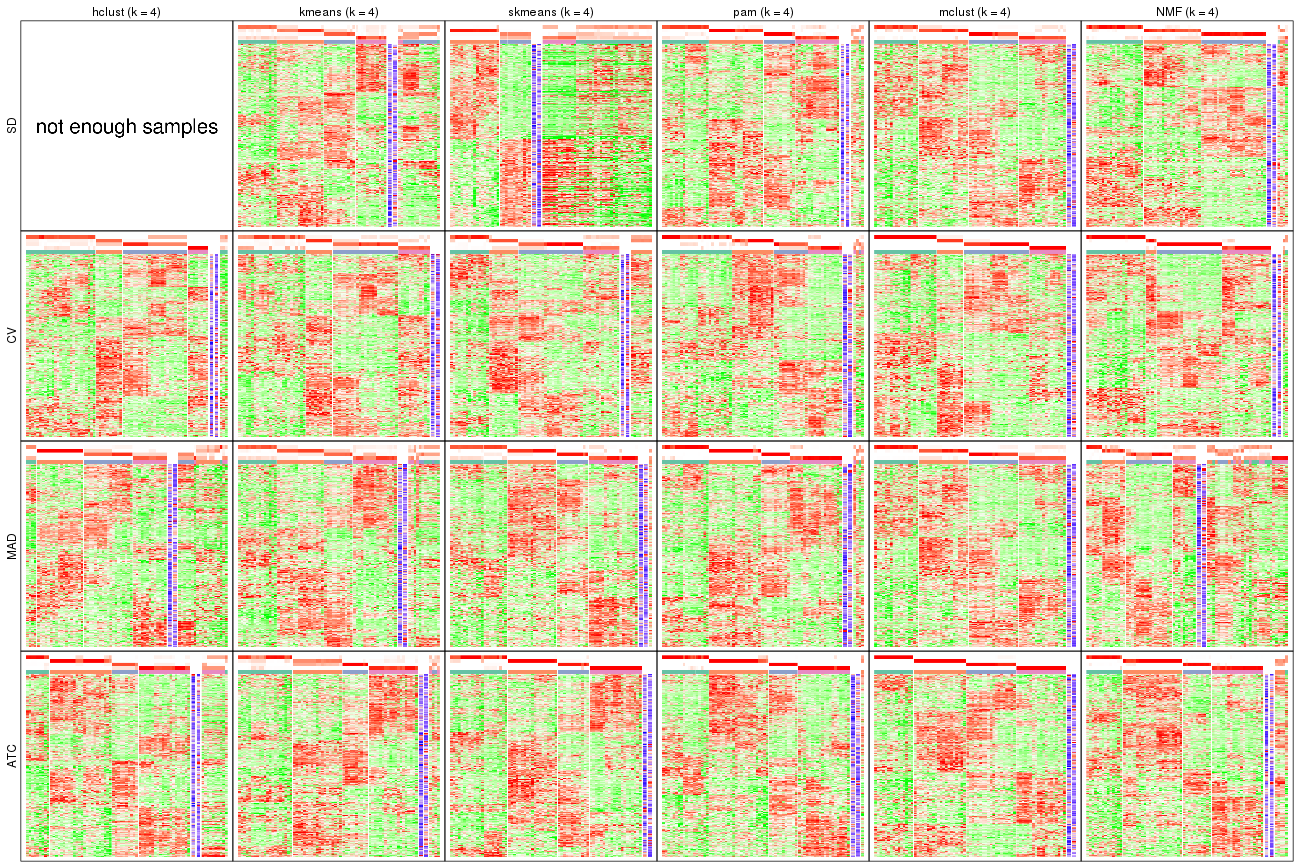 hclust (k = 4)
kmeans (k = 4)
skmeans (k = 4)
pam (k = 4)
mclust (k = 4)
NMF (k = 4)
SD
not enough samples
CV
MAD
ATC